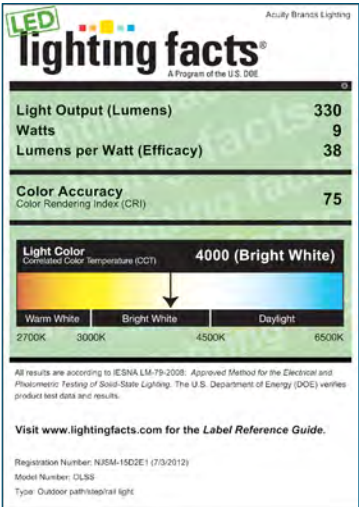 LED
Acuity Brands Lighting
lighting facts®
A Program of the U.S. DOE
Light Output (Lumens) 330
Watts 9
Lumens per Watt (Efficacy) 38
Color Accuracy 75
Color Rendering Index (CRI)
Light Color 4000 (Bright White)
Correlated Color Temperature (CCT)
Warm White Bright White Daylight
2700K 3000K 4500K 6500K
All results are according to IESNA LM-79-2008: Approved Method for the Electrical and
Photometric Testing of Solid-State Lighting. The U.S. Department of Energy (DOE) verifies
product test data and results.
Visit www.lightingfacts.com for the Label Reference Guide.
Registration Number: NJSM-15D2E1 (7/3/2012)
Model Number: OLSS
Type: Outdoor path/step/rail light